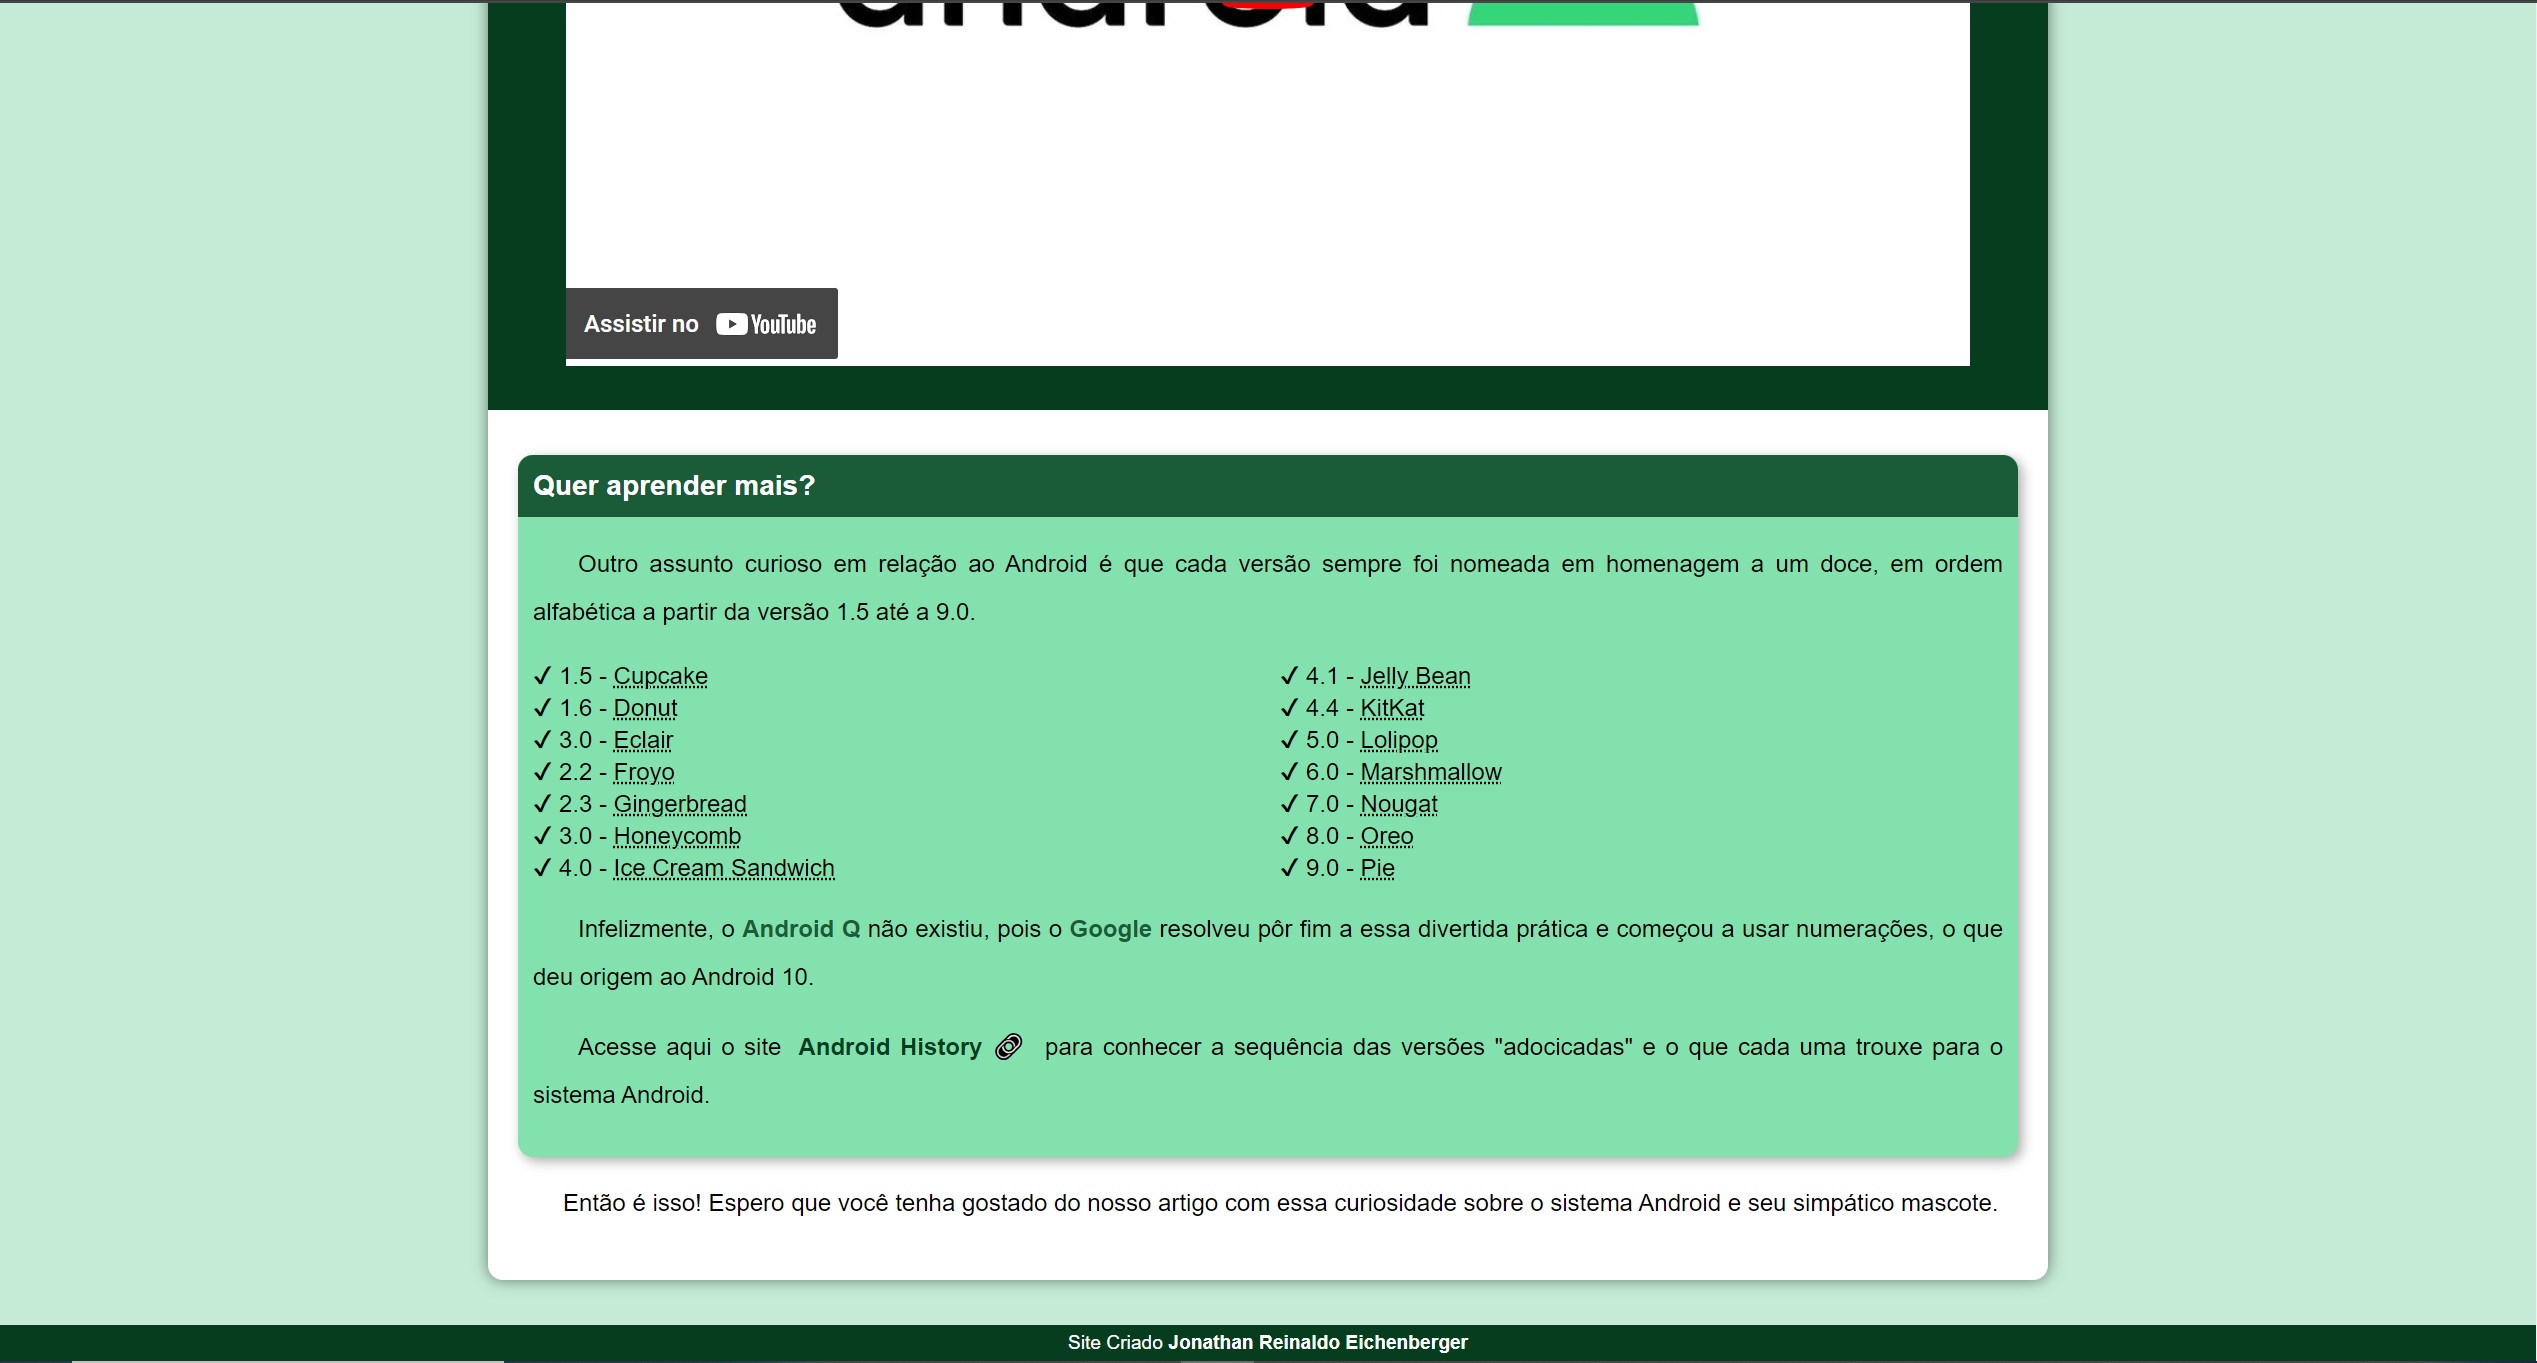 android
Assistir no YouTube
Quer aprender mais?
Outro assunto curioso em relação ao Android é que cada versão sempre foi nomeada em homenagem a um doce, em ordem
alfabética a partir da versão 1.5 até a 9.0.
✓ 1.5 - Cupcake
✓ 1.6 - Donut
✓ 3.0 - Eclair
✓ 2.2 - Froyo
✓ 2.3 - Gingerbread
✓ 3.0 - Honeycomb
✓ 4.0 - Ice Cream Sandwich
✓ 4.1 - Jelly Bean
✓ 4.4 - KitKat
✓ 5.0 - Lolipop
✓ 6.0 - Marshmallow
✓ 7.0 - Nougat
✓ 8.0 - Oreo
✓ 9.0 - Pie
Infelizmente, o Android Q não existiu, pois o Google resolveu pôr fim a essa divertida prática e começou a usar numerações, o que
deu origem ao Android 10.
Acesse aqui o site Android History para conhecer a sequência das versões "adocicadas" e o que cada uma trouxe para o
sistema Android.
Então é isso! Espero que você tenha gostado do nosso artigo com essa curiosidade sobre o sistema Android e seu simpático mascote.
Site Criado Jonathan Reinaldo Eichenberger